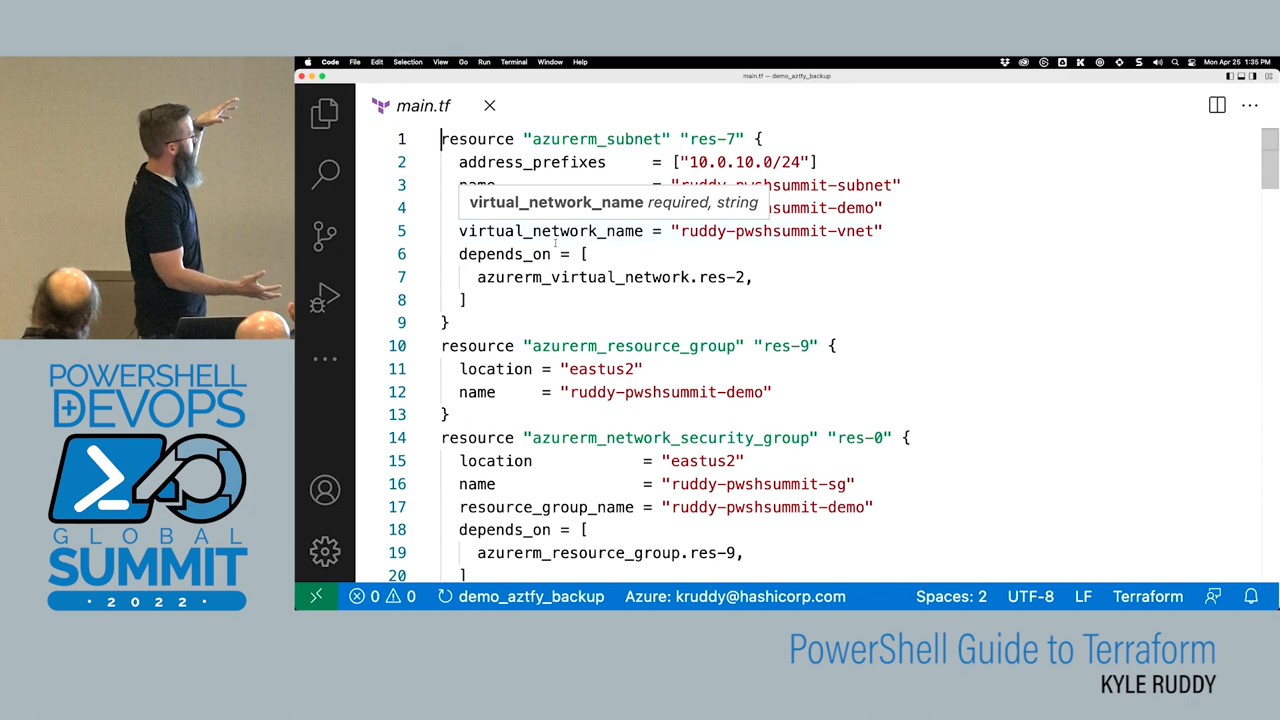 Code File Edit Selection View Go Run Terminal Window Help
Mon Apr 25 1:35 PM
main.tf — demo_aztfy_backup
main.tf
1 resource "azurerm_subnet" "res-7" {
2 address_prefixes = ["10.0.10.0/24"]
3 name = "ruddy-pwshsummit-subnet"
virtual_network_name required, string
4 summit-demo"
5 virtual_network_name = "ruddy-pwshsummit-vnet"
6 depends_on = [
7 azurerm_virtual_network.res-2,
8 ]
9 }
10 resource "azurerm_resource_group" "res-9" {
11 location = "eastus2"
12 name = "ruddy-pwshsummit-demo"
13 }
14 resource "azurerm_network_security_group" "res-0" {
15 location = "eastus2"
16 name = "ruddy-pwshsummit-sg"
17 resource_group_name = "ruddy-pwshsummit-demo"
18 depends_on = [
19 azurerm_resource_group.res-9,
20 ]
0 0 demo_aztfy_backup Azure: kruddy@hashicorp.com Spaces: 2 UTF-8 LF Terraform
POWERSHELL
+DEVOPS
GLOBAL
SUMMIT
· 2 0 2 2 ·
PowerShell Guide to Terraform
KYLE RUDDY